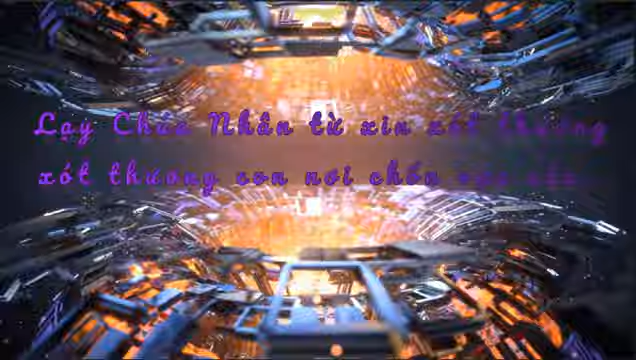 Lạy Chúa Nhân từ xin xót thương
xót thương con nơi chốn